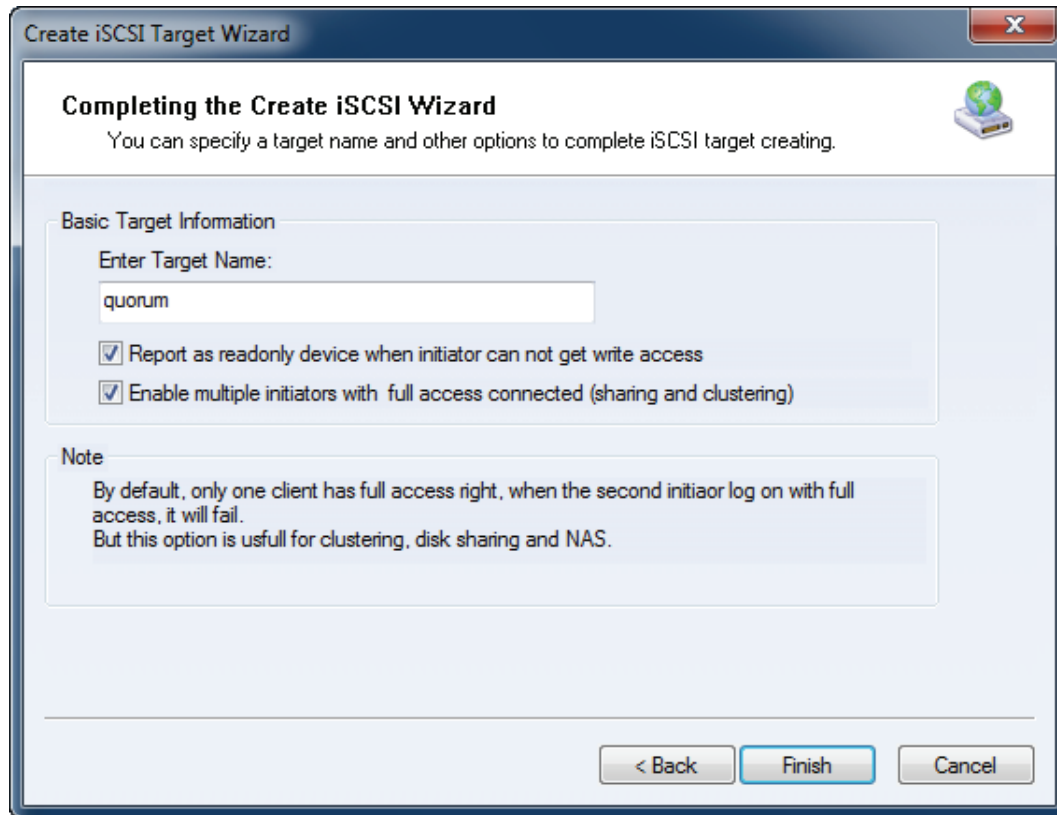 Create iSCSI Target Wizard
Completing the Create iSCSI Wizard
You can specify a target name and other options to complete iSCSI target creating.
Basic Target Information
Enter Target Name:
quorum
Report as readonly device when initiator can not get write access
Enable multiple initiators with  full access connected (sharing and clustering)
Note
By default, only one client has full access right, when the second initiaor log on with full
access, it will fail.
But this option is usfull for clustering, disk sharing and NAS.
< Back
Finish
Cancel